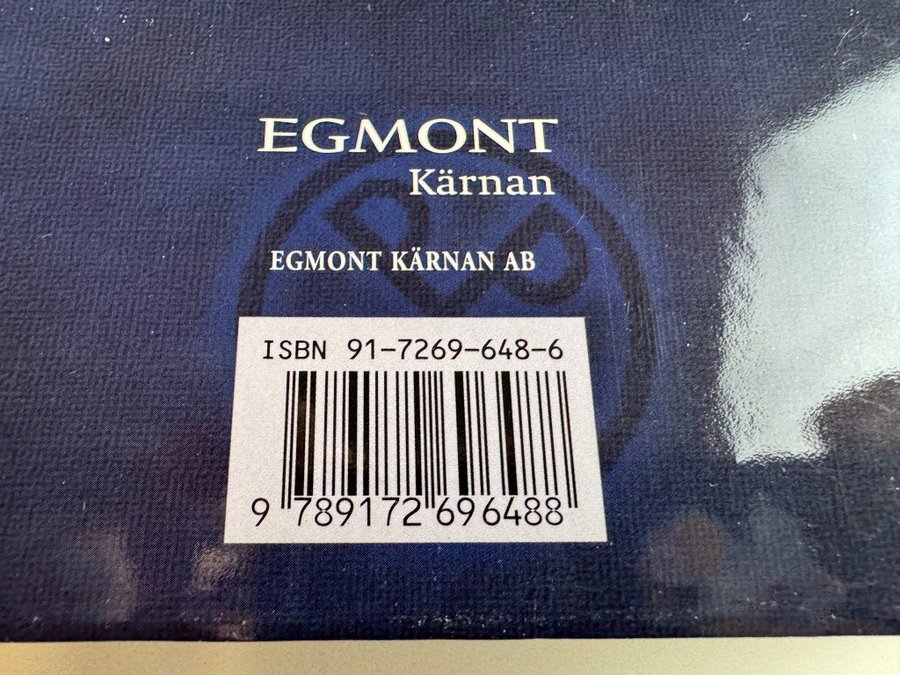 EGMONT
Kärnan
EGMONT KÄRNAN AB
ISBN 91-7269-648-6
9 789172 696488